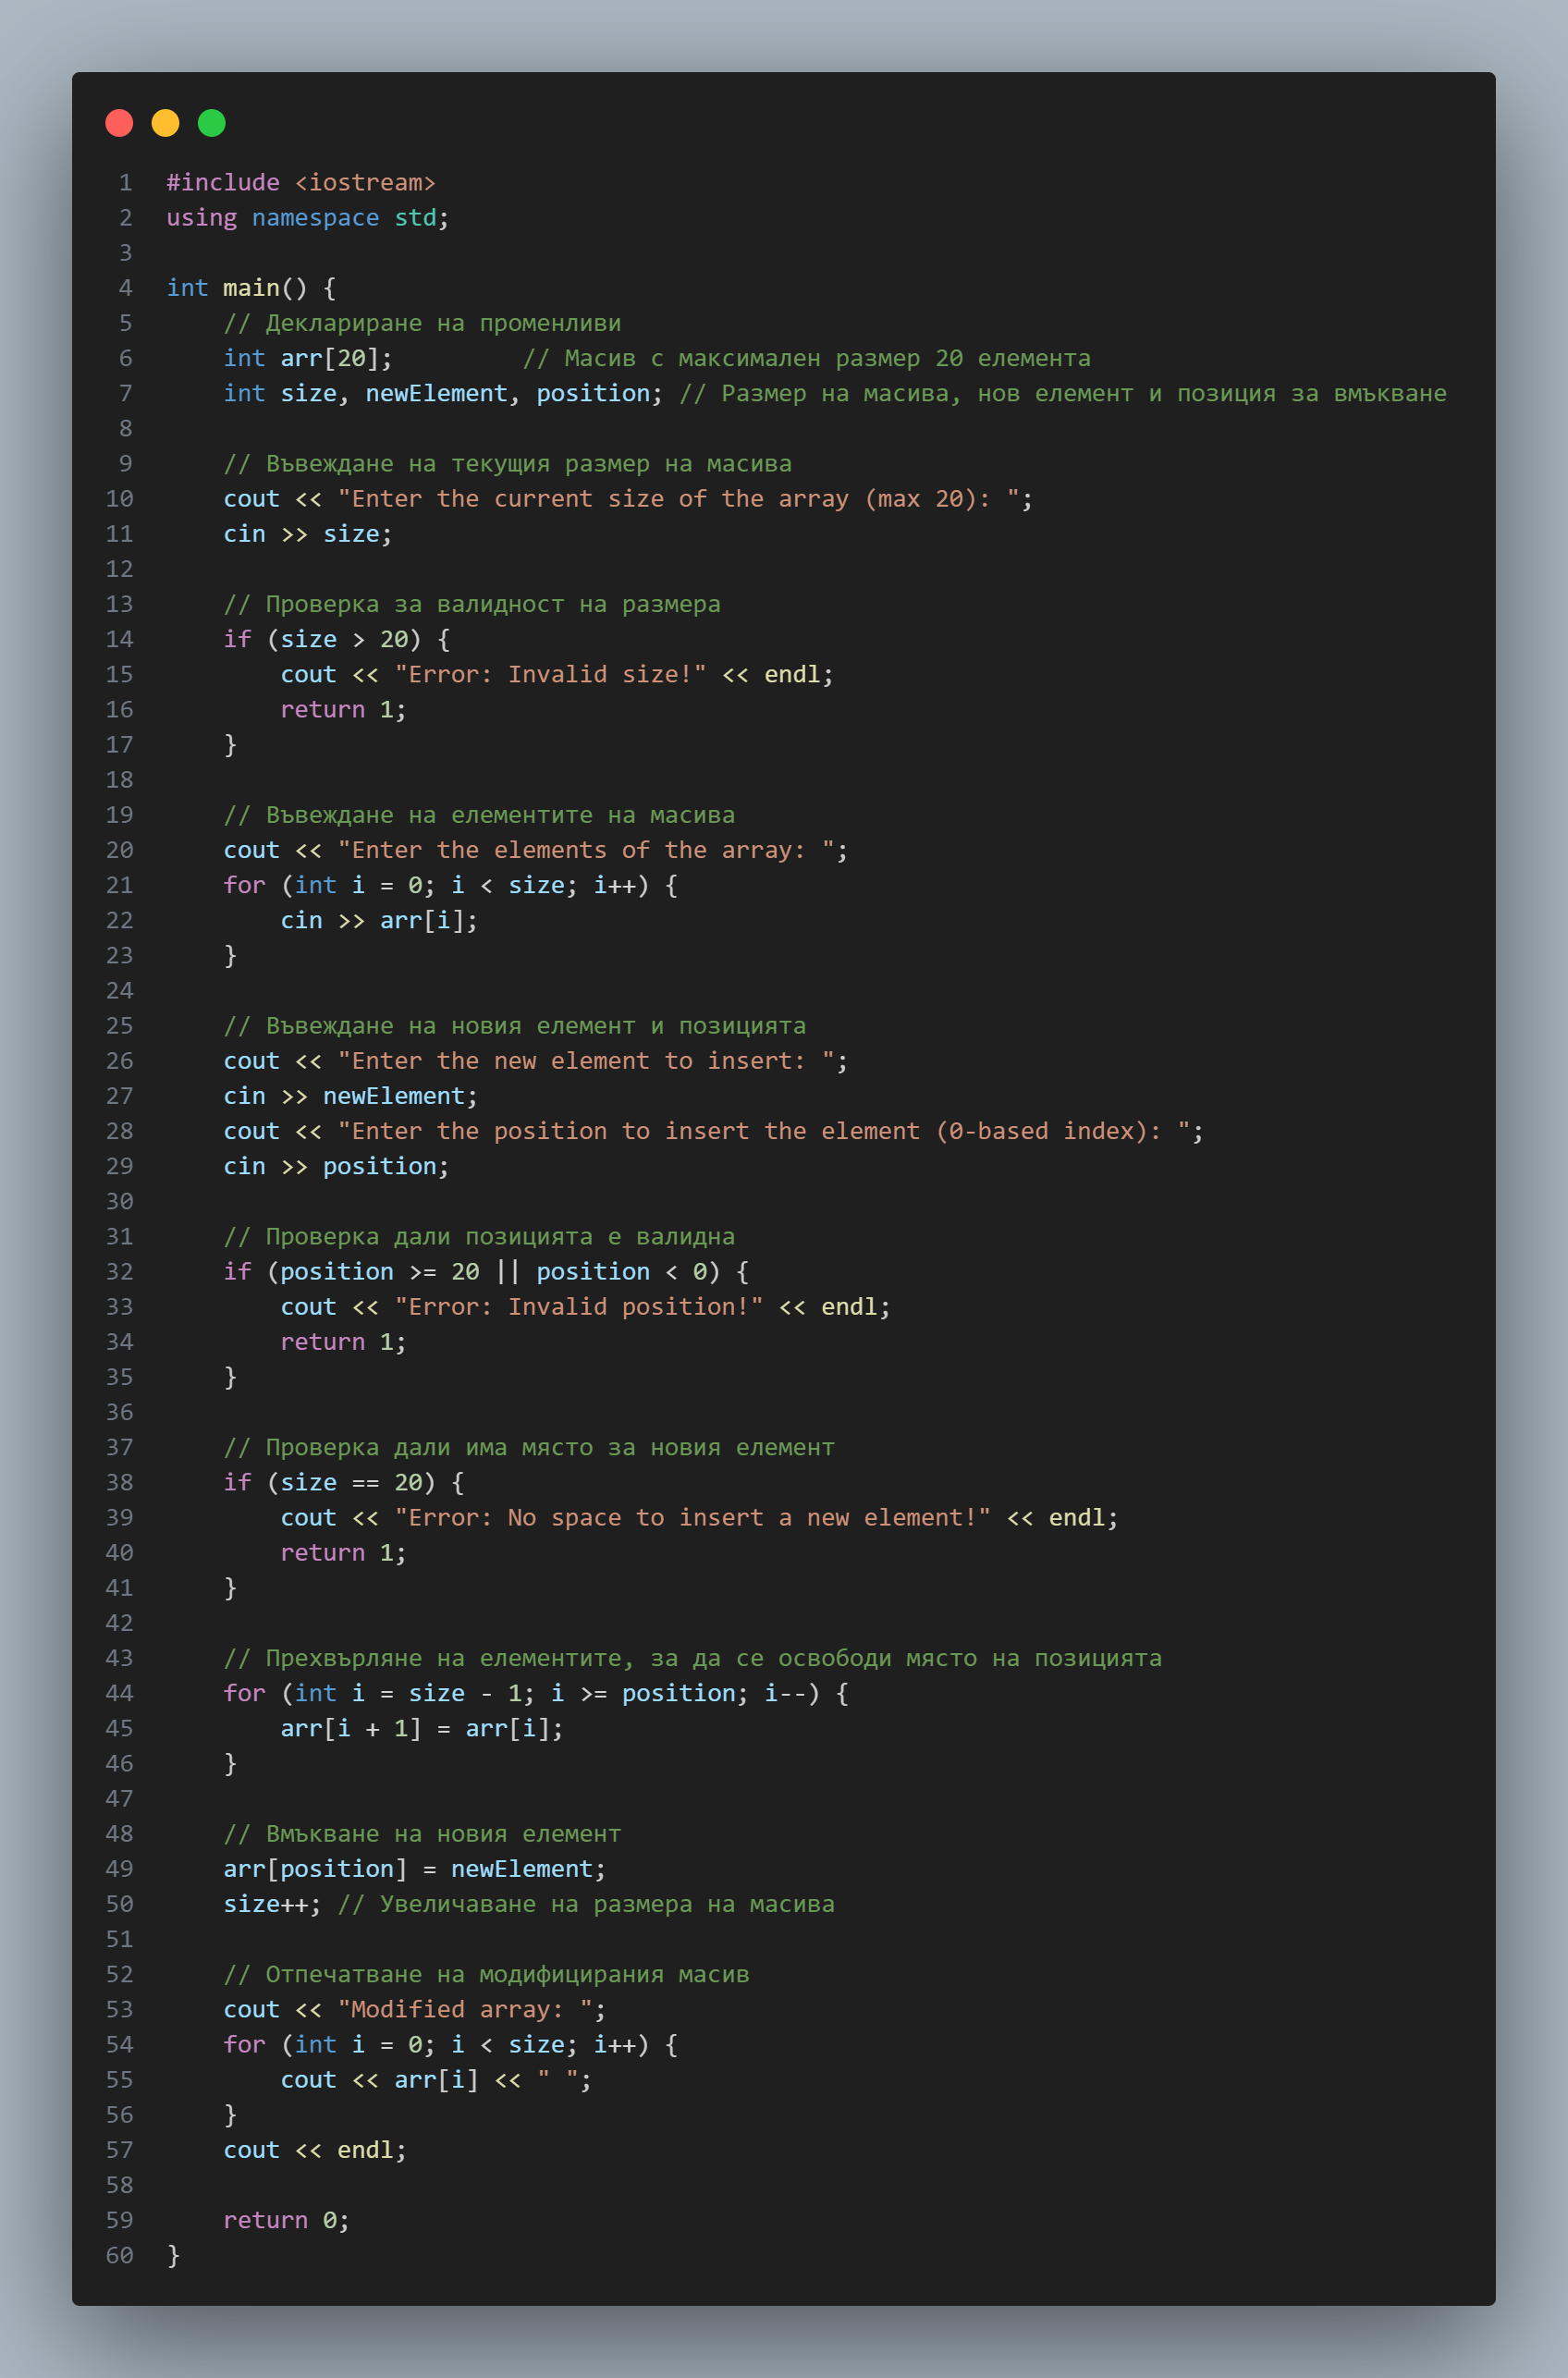 1 #include <iostream>
2 using namespace std;
3
4 int main() {
5     // Деклариране на променливи
6     int arr[20];         // Масив с максимален размер 20 елемента
7     int size, newElement, position; // Размер на масива, нов елемент и позиция за вмъкване
8
9     // Въвеждане на текущия размер на масива
10     cout << "Enter the current size of the array (max 20): ";
11     cin >> size;
12
13     // Проверка за валидност на размера
14     if (size > 20) {
15         cout << "Error: Invalid size!" << endl;
16         return 1;
17     }
18
19     // Въвеждане на елементите на масива
20     cout << "Enter the elements of the array: ";
21     for (int i = 0; i < size; i++) {
22         cin >> arr[i];
23     }
24
25     // Въвеждане на новия елемент и позицията
26     cout << "Enter the new element to insert: ";
27     cin >> newElement;
28     cout << "Enter the position to insert the element (0-based index): ";
29     cin >> position;
30
31     // Проверка дали позицията е валидна
32     if (position >= 20 || position < 0) {
33         cout << "Error: Invalid position!" << endl;
34         return 1;
35     }
36
37     // Проверка дали има място за новия елемент
38     if (size == 20) {
39         cout << "Error: No space to insert a new element!" << endl;
40         return 1;
41     }
42
43     // Прехвърляне на елементите, за да се освободи място на позицията
44     for (int i = size - 1; i >= position; i--) {
45         arr[i + 1] = arr[i];
46     }
47
48     // Вмъкване на новия елемент
49     arr[position] = newElement;
50     size++; // Увеличаване на размера на масива
51
52     // Отпечатване на модифицирания масив
53     cout << "Modified array: ";
54     for (int i = 0; i < size; i++) {
55         cout << arr[i] << " ";
56     }
57     cout << endl;
58
59     return 0;
60 }